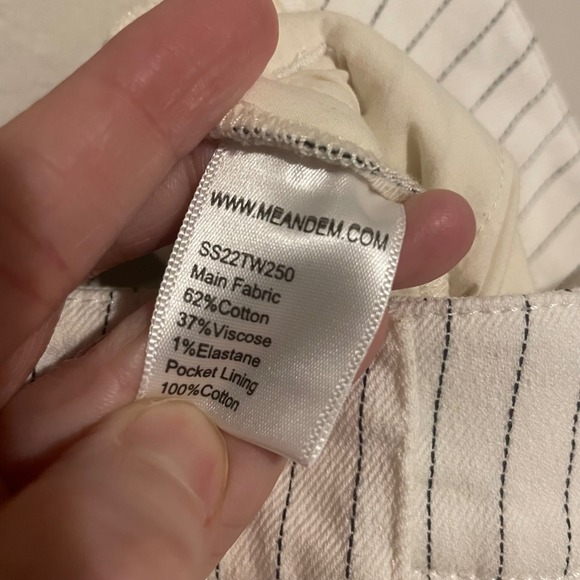 WWW.MEANDEM.COM
SS22TW250
Main Fabric
62%Cotton
37%Viscose
1%Elastane
Pocket Lining
100%Cotton